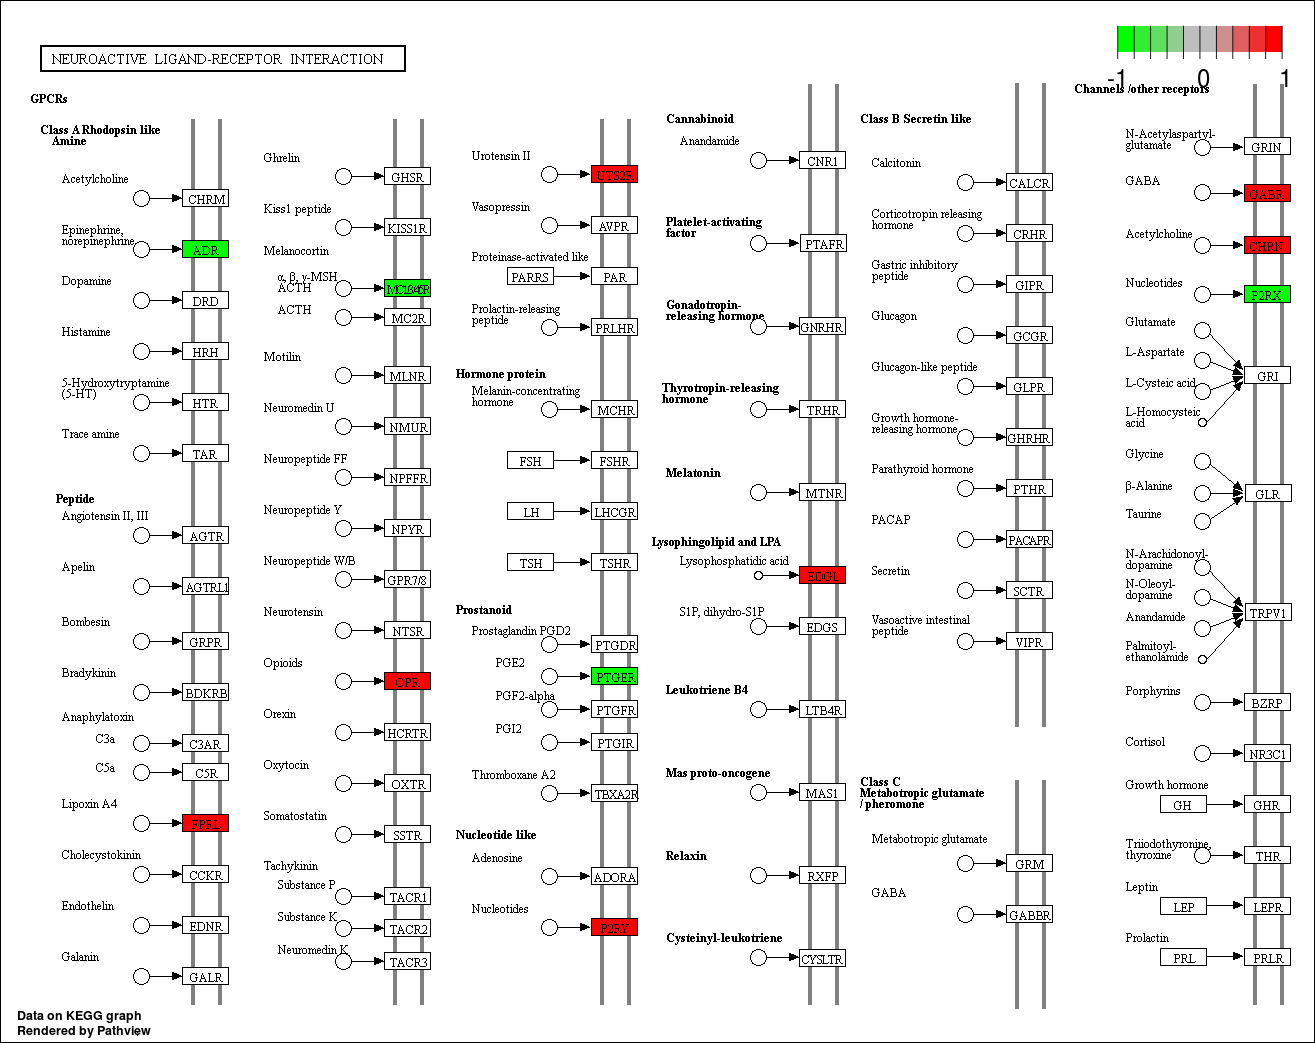 NEUROACTIVE LIGAND-RECEPTOR INTERACTION
-1 0 1
GPCRs
Class A Rhodopsin like
Amine
Acetylcholine
CHRM
Epinephrine,
norepinephrine
ADR
Dopamine
DRD
Histamine
HRH
5-Hydroxytryptamine
(5-HT)
HTR
Trace amine
TAR
Peptide
Angiotensin II, III
AGTR
Apelin
AGTRL1
Bombesin
GRPR
Bradykinin
BDKRB
Anaphylatoxin
C3a
C3AR
C5a
C5R
Lipoxin A4
FPRL
Cholecystokinin
CCKR
Endothelin
EDNR
Galanin
GALR
Ghrelin
GHSR
Kiss1 peptide
KISS1R
Melanocortin
α, β, γ-MSH
ACTH
ACTH
MC2R
Motilin
MLNR
Neuromedin U
NMUR
Neuropeptide FF
NPFFR
Neuropeptide Y
NPYR
Neuropeptide W/B
GPR7/8
Neurotensin
NTSR
Opioids
OPR
Orexin
HCRTR
Oxytocin
OXTR
Somatostatin
SSTR
Tachykinin
Substance P
TACR1
Substance K
TACR2
Neuromedin K
TACR3
Urotensin II
UTS2R
Vasopressin
AVPR
Proteinase-activated like
PARRS PAR
Prolactin-releasing
peptide
PRLHR
Hormone protein
Melanin-concentrating
hormone
MCHR
FSH FSHR
LH LHCGR
TSH TSHR
Prostanoid
Prostaglandin PGD2
PTGDR
PGE2
PTGER
PGF2-alpha
PTGFR
PGI2
PTGIR
Thromboxane A2
TBXA2R
Nucleotide like
Adenosine
ADORA
Nucleotides
P2RY
Cannabinoid
Anandamide
CNR1
Platelet-activating
factor
PTAFR
Gonadotropin-
releasing hormone
GNRHR
Thyrotropin-releasing
hormone
TRHR
Melatonin
MTNR
Lysophingolipid and LPA
Lysophosphatidic acid
EDGL
S1P, dihydro-S1P
EDGS
Leukotriene B4
LTB4R
Mas proto-oncogene
MAS1
Relaxin
RXFP
Cysteinyl-leukotriene
CYSLTR
Class B Secretin like
Calcitonin
CALCR
Corticotropin releasing
hormone
CRHR
Gastric inhibitory
peptide
GIPR
Glucagon
GCGR
Glucagon-like peptide
GLPR
Growth hormone-
releasing hormone
GHRHR
Parathyroid hormone
PTHR
PACAP
PACAPR
Secretin
SCTR
Vasoactive intestinal
peptide
VIPR
Class C
Metabotropic glutamate
/ pheromone
Metabotropic glutamate
GRM
GABA
GABBR
Channels /other receptors
N-Acetylaspartyl-
glutamate
GRIN
GABA
GABR
Acetylcholine
CHRN
Nucleotides
P2RX
Glutamate
L-Aspartate
GRI
L-Cysteic acid
L-Homocysteic
acid
Glycine
β-Alanine
GLR
Taurine
N-Arachidonoyl-
dopamine
N-Oleoyl-
dopamine
TRPV1
Anandamide
Palmitoyl-
ethanolamide
Porphyrins
BZRP
Cortisol
NR3C1
Growth hormone
GH GHR
Triiodothyronine,
thyroxine
THR
Leptin
LEP LEPR
Prolactin
PRL PRLR
Data on KEGG graph
Rendered by Pathview